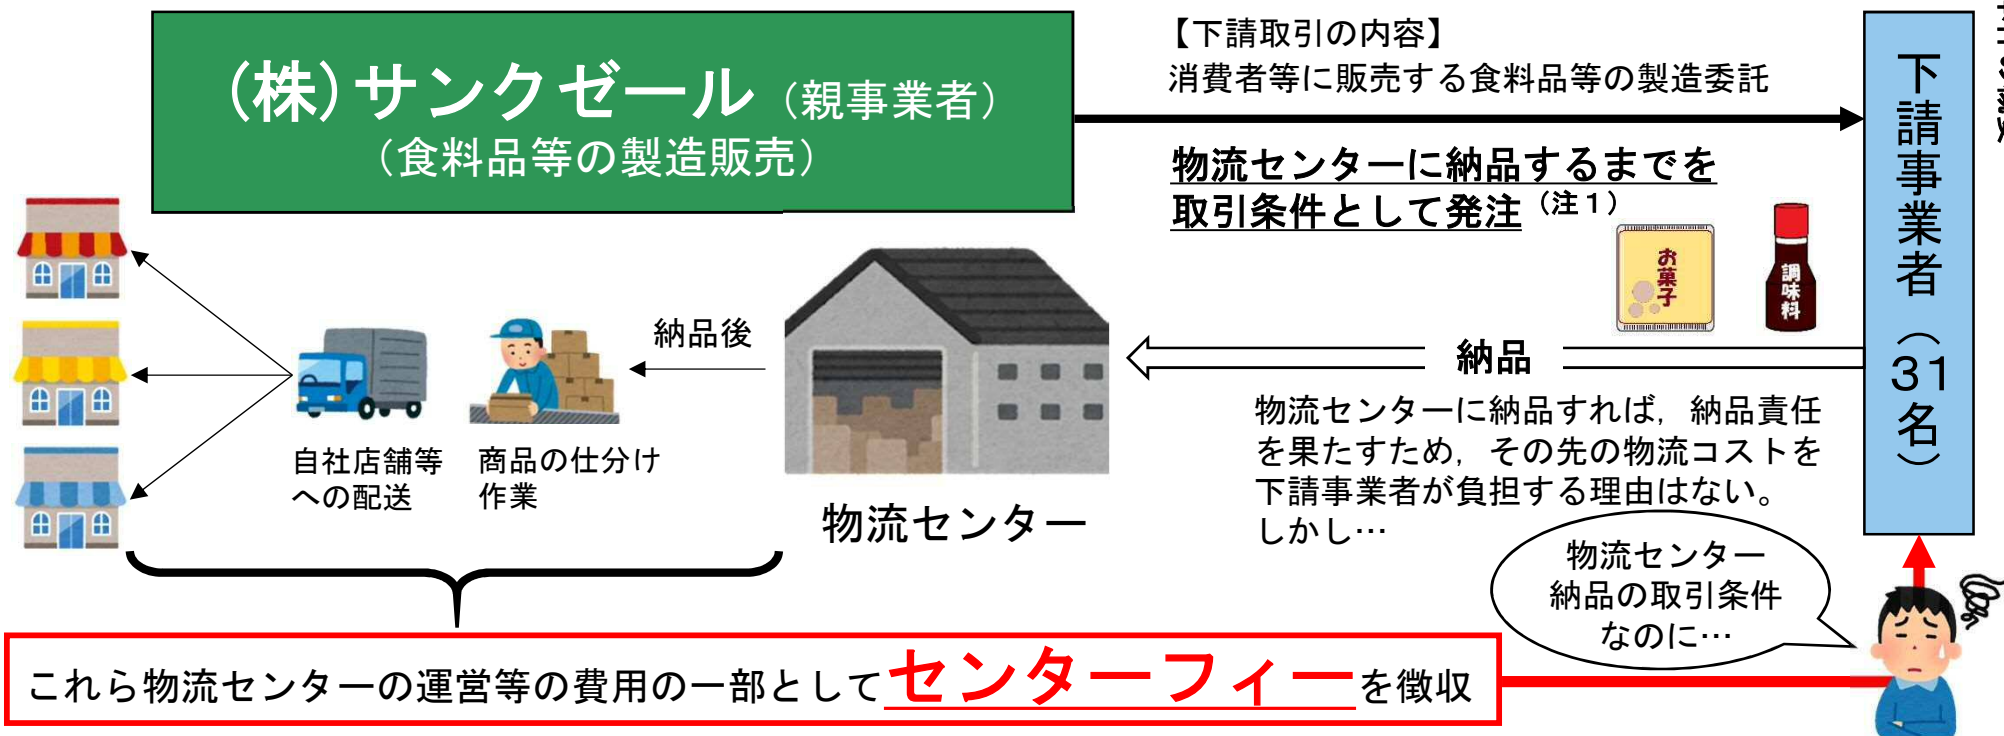 (株)サンクゼール（親事業者）
（食料品等の製造販売）
【下請取引の内容】
消費者等に販売する食料品等の製造委託
物流センターに納品するまでを
取引条件として発注（注１）
お菓子
調味料
下請事業者（31名）
納品
物流センターに納品すれば，納品責任
を果たすため，その先の物流コストを
下請事業者が負担する理由はない。
しかし…
納品後
自社店舗等
への配送
商品の仕分け
作業
物流センター
物流センター
納品の取引条件
なのに…
これら物流センターの運営等の費用の一部としてセンターフィーを徴収